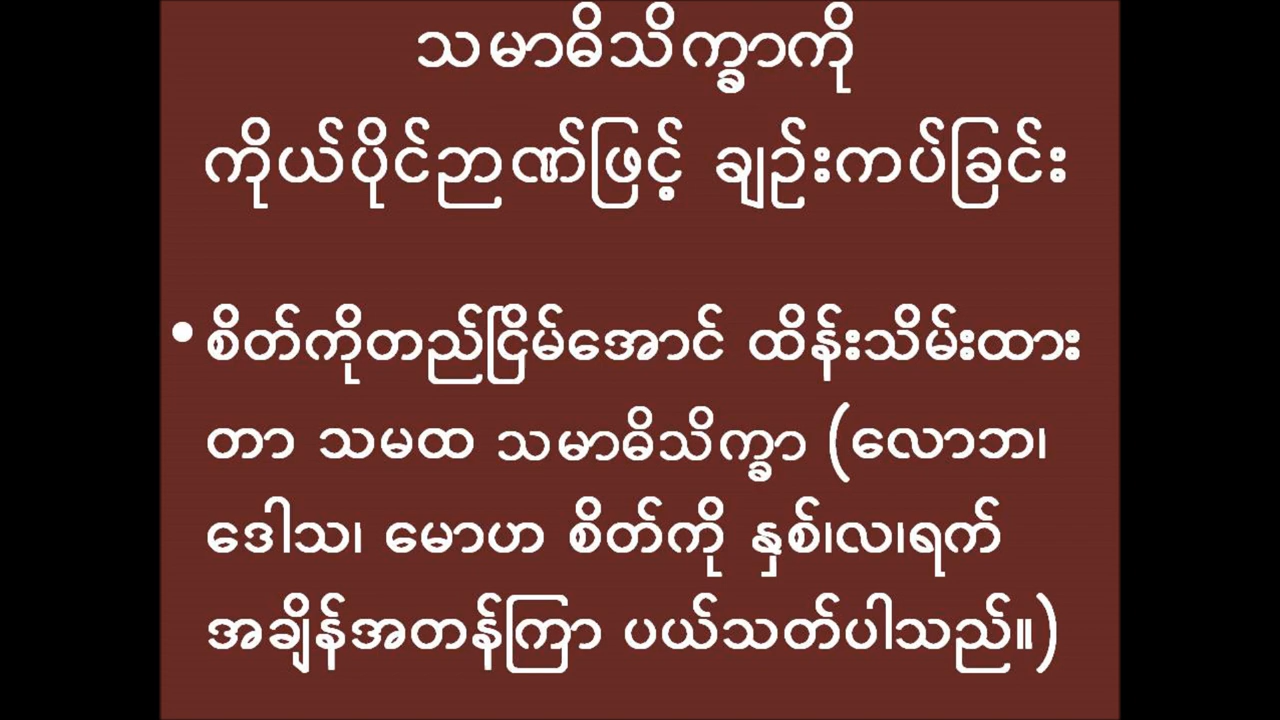 သမာဓိသိက္ခာကို
ကိုယ်ပိုင်ဉာဏ်ဖြင့် ချဉ်းကပ်ခြင်း
•စိတ်ကိုတည်ငြိမ်အောင် ထိန်းသိမ်းထား
တာ သမထ သမာဓိသိက္ခာ (လောဘ၊
ဒေါသ၊ မောဟ စိတ်ကို နှစ်၊လ၊ရက်
အချိန်အတန်ကြာ ပယ်သတ်ပါသည်။)